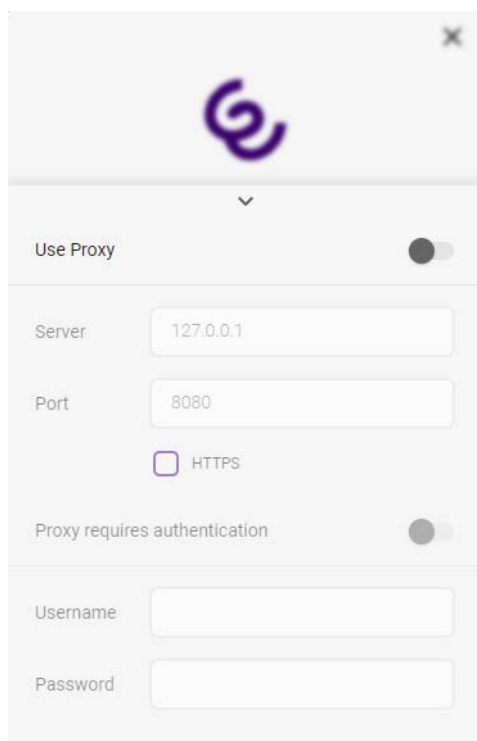 Use Proxy
Server 127.0.0.1
Port 8080
HTTPS
Proxy requires authentication
Username
Password